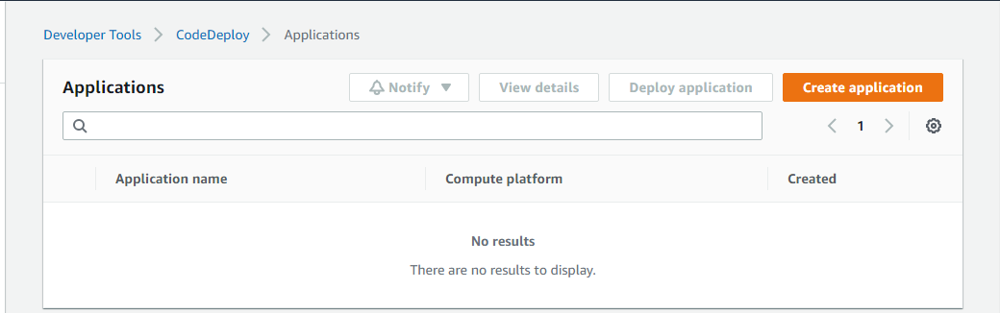 Developer Tools > CodeDeploy > Applications
Applications Notify View details Deploy application Create application
1
Application name Compute platform Created
No results
There are no results to display.